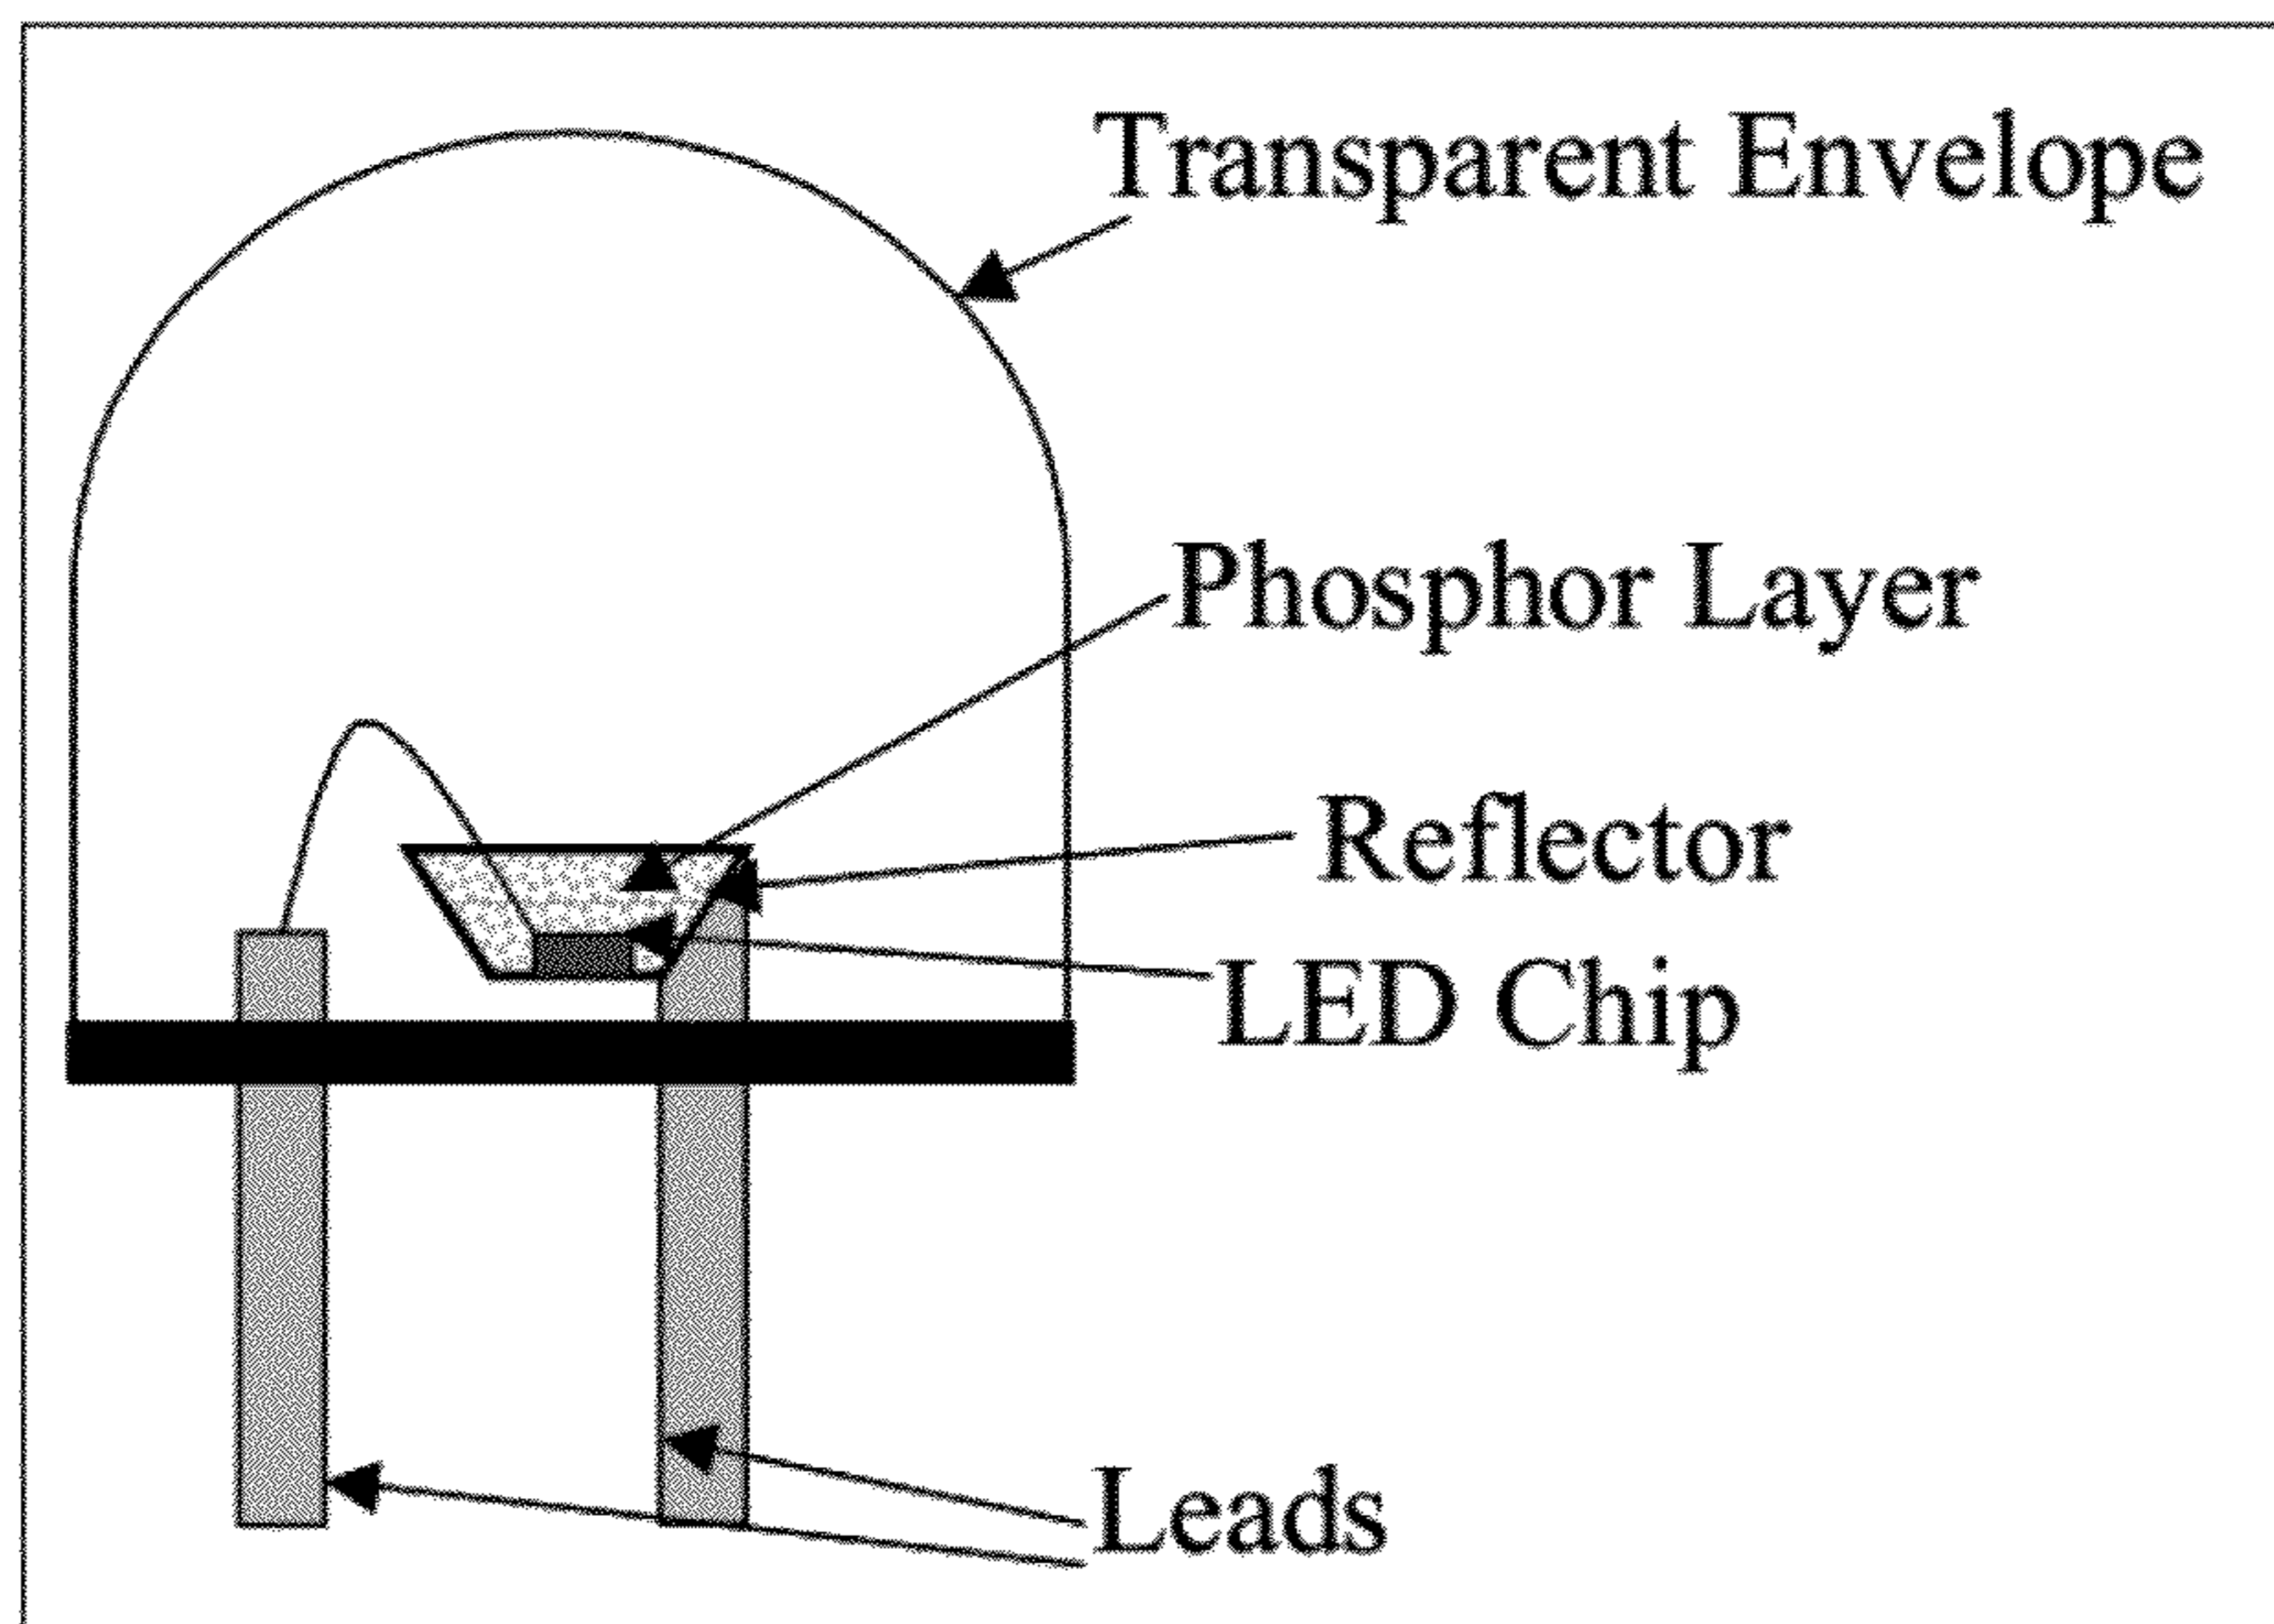 Transparent Envelope
Phosphor Layer
Reflector
LED Chip
Leads